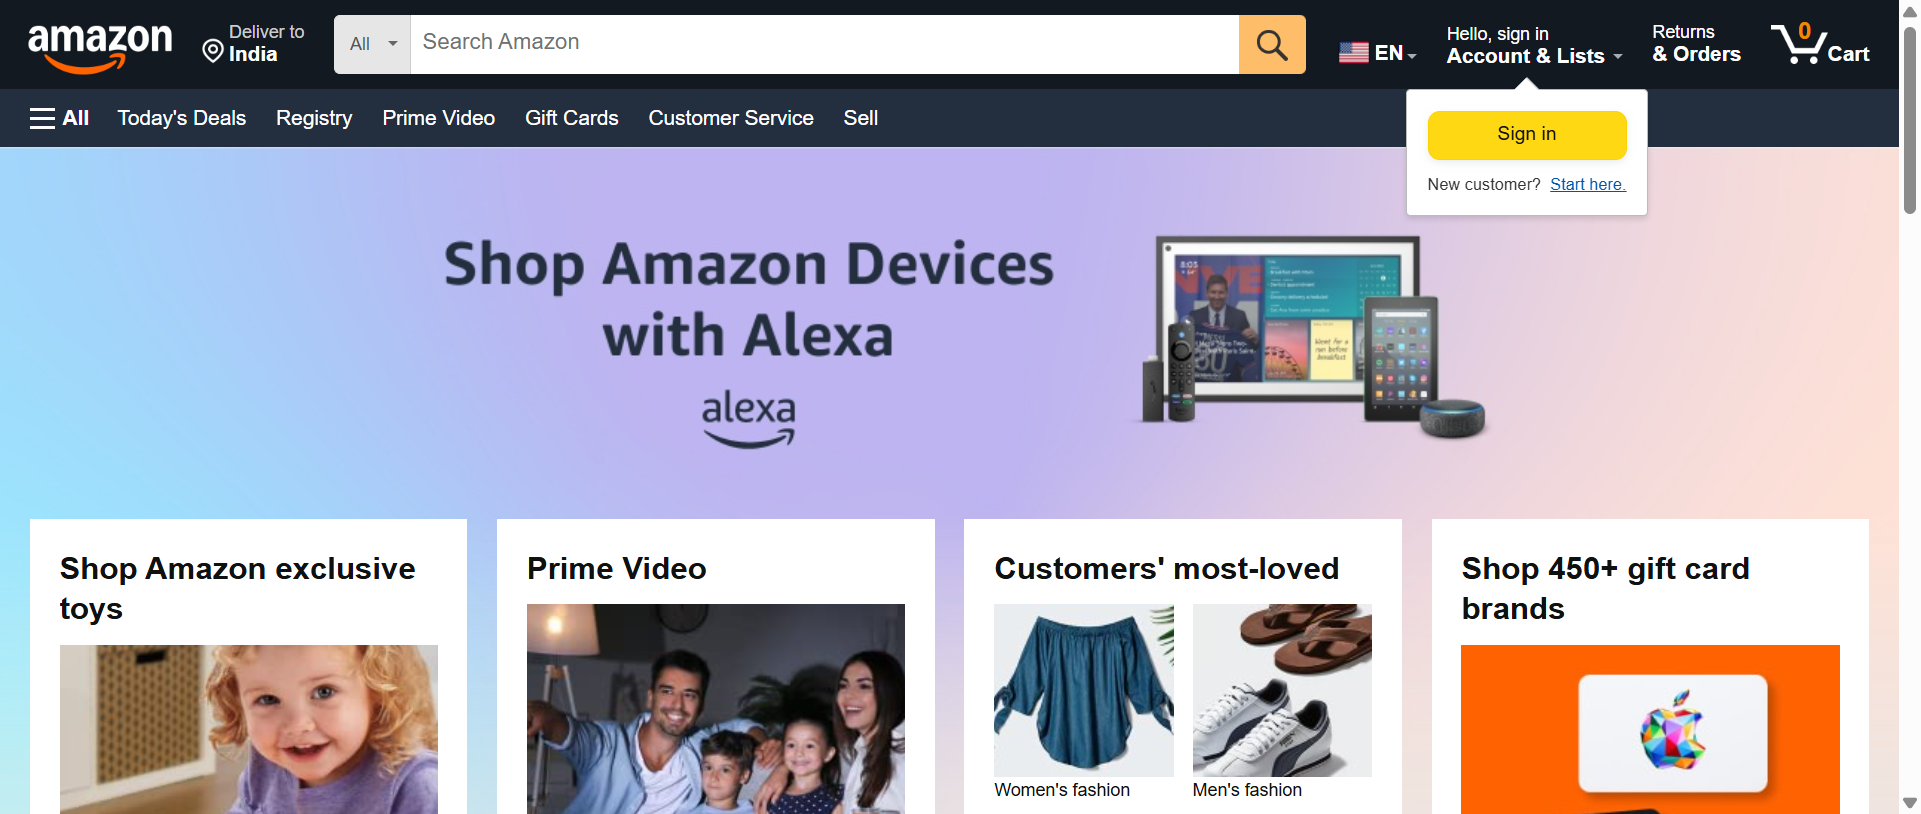 amazon
Deliver to
India
All
Search Amazon
EN
Hello, sign in
Account & Lists
Returns
& Orders
0
Cart
All
Today's Deals
Registry
Prime Video
Gift Cards
Customer Service
Sell
Sign in
New customer? Start here.
Shop Amazon Devices
with Alexa
alexa
8:03
Shop Amazon exclusive
toys
Prime Video
Customers' most-loved
Women's fashion
Men's fashion
Shop 450+ gift card
brands